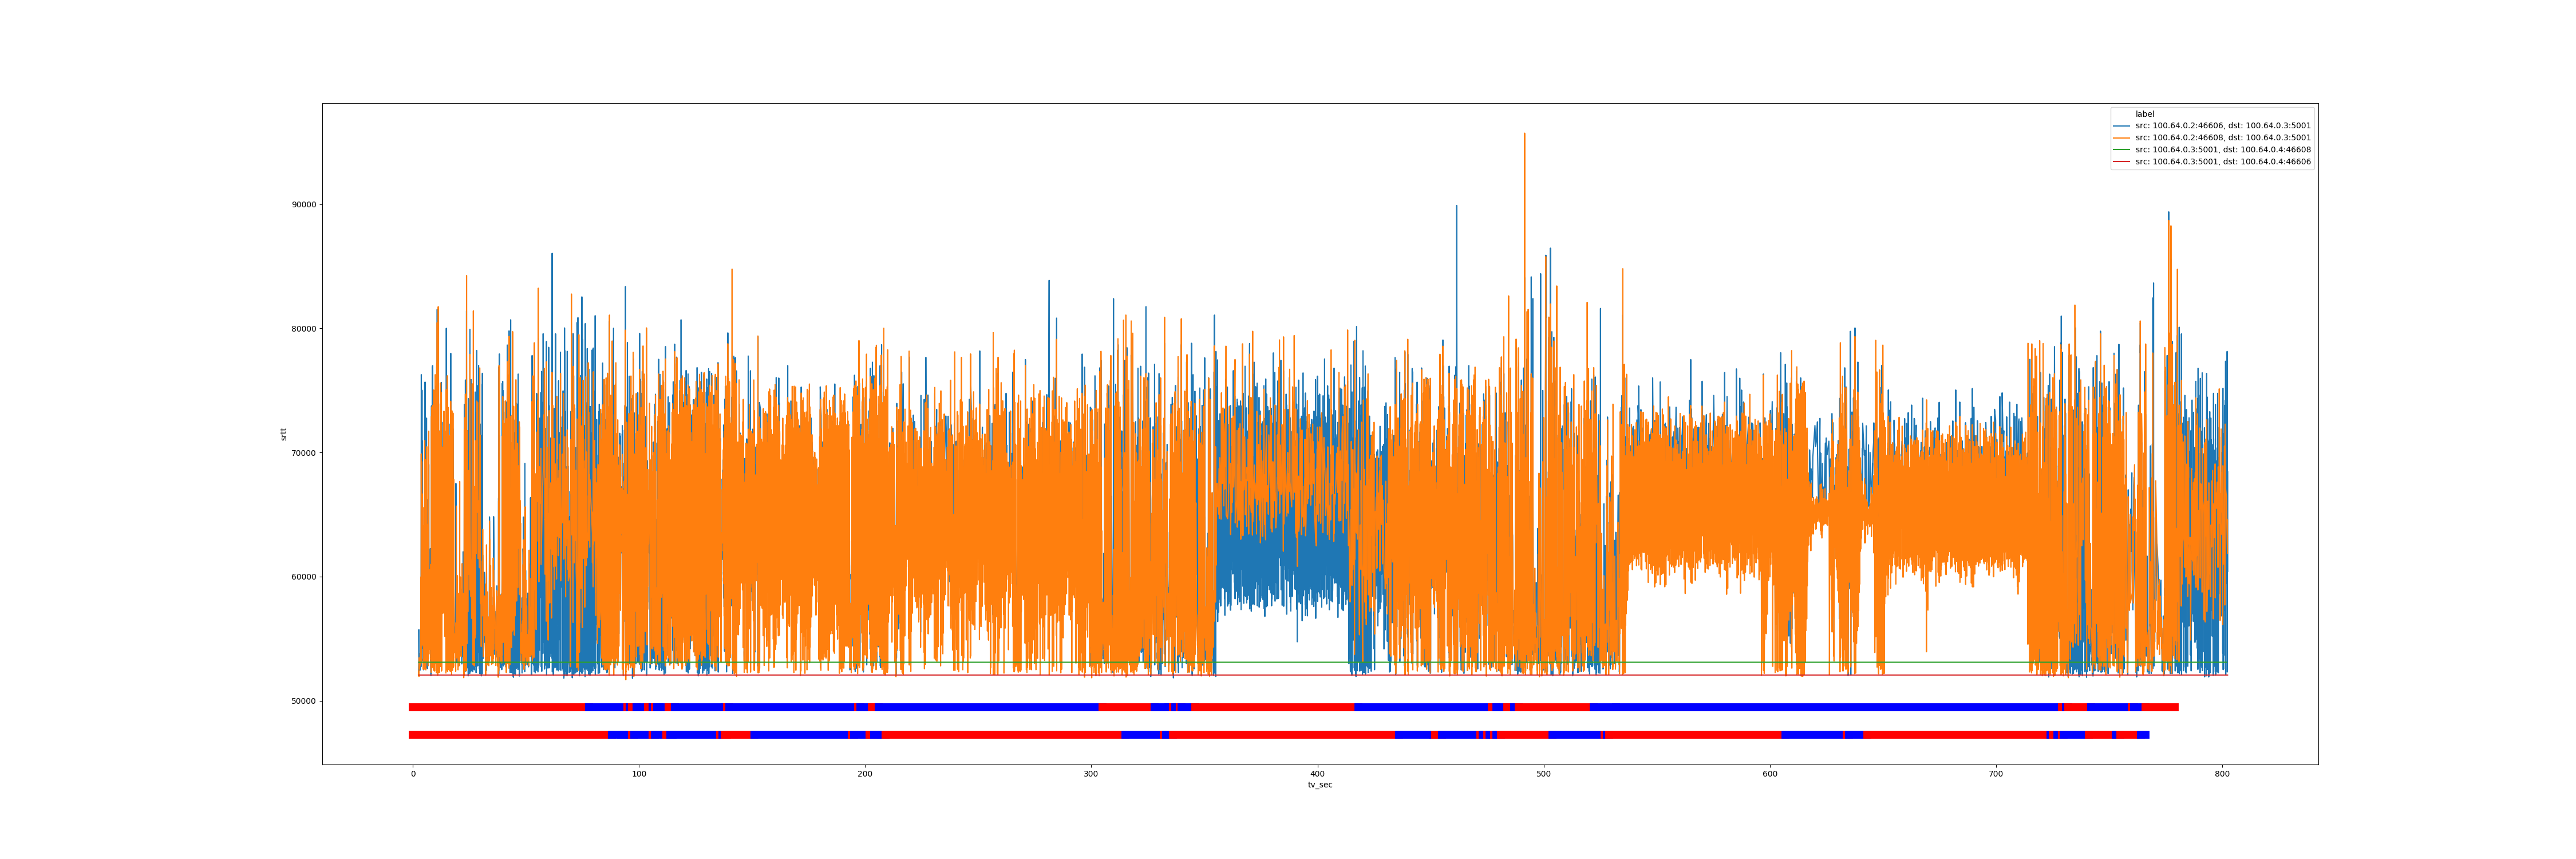 label
src: 100.64.0.2:46606, dst: 100.64.0.3:5001
src: 100.64.0.2:46608, dst: 100.64.0.3:5001
src: 100.64.0.3:5001, dst: 100.64.0.4:46608
src: 100.64.0.3:5001, dst: 100.64.0.4:46606
90000
80000
70000
60000
50000
srtt
0 100 200 300 400 500 600 700 800
tv_sec